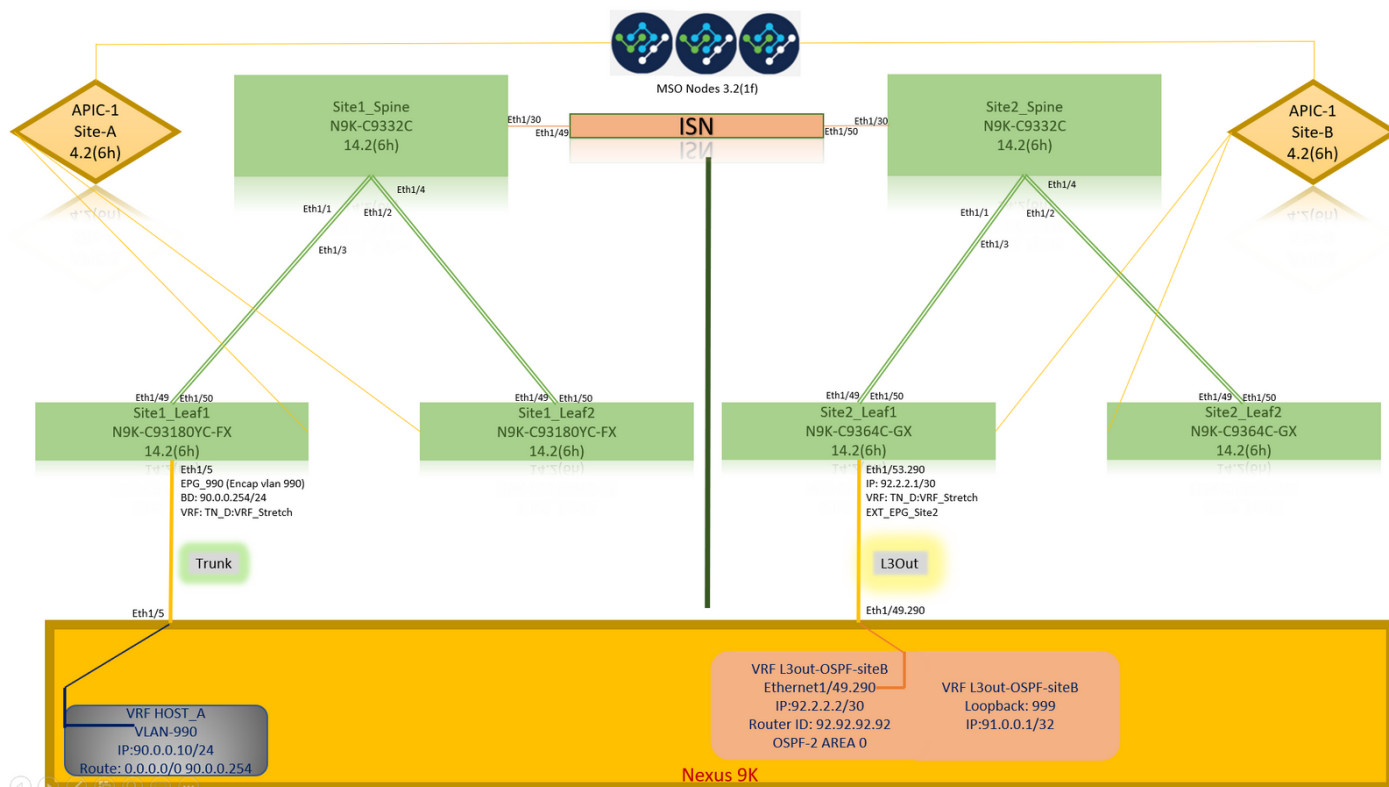 MSO Nodes 3.2(1f)
APIC-1
Site-A
4.2(6h)
Site1_Spine
N9K-C9332C
14.2(6h)
Eth1/30
Eth1/49
ISN
Eth1/50
Eth1/30
Site2_Spine
N9K-C9332C
14.2(6h)
APIC-1
Site-B
4.2(6h)
Eth1/4
Eth1/1
Eth1/2
Eth1/3
Eth1/4
Eth1/1
Eth1/2
Eth1/3
Eth1/49
Eth1/50
Site1_Leaf1
N9K-C93180YC-FX
14.2(6h)
Eth1/49
Eth1/50
Site1_Leaf2
N9K-C93180YC-FX
14.2(6h)
Eth1/49
Eth1/50
Site2_Leaf1
N9K-C9364C-GX
14.2(6h)
Eth1/49
Eth1/50
Site2_Leaf2
N9K-C9364C-GX
14.2(6h)
Eth1/5
EPG_990 (Encap vlan 990)
BD: 90.0.0.254/24
VRF: TN_D:VRF_Stretch
Eth1/53.290
IP: 92.2.2.1/30
VRF: TN_D:VRF_Stretch
EXT_EPG_Site2
Trunk
L3Out
Eth1/5
Eth1/49.290
VRF HOST_A
VLAN-990
IP:90.0.0.10/24
Route: 0.0.0.0/0 90.0.0.254
VRF L3out-OSPF-siteB
Ethernet1/49.290
IP:92.2.2.2/30
Router ID: 92.92.92.92
OSPF-2 AREA 0
VRF L3out-OSPF-siteB
Loopback: 999
IP:91.0.0.1/32
Nexus 9K